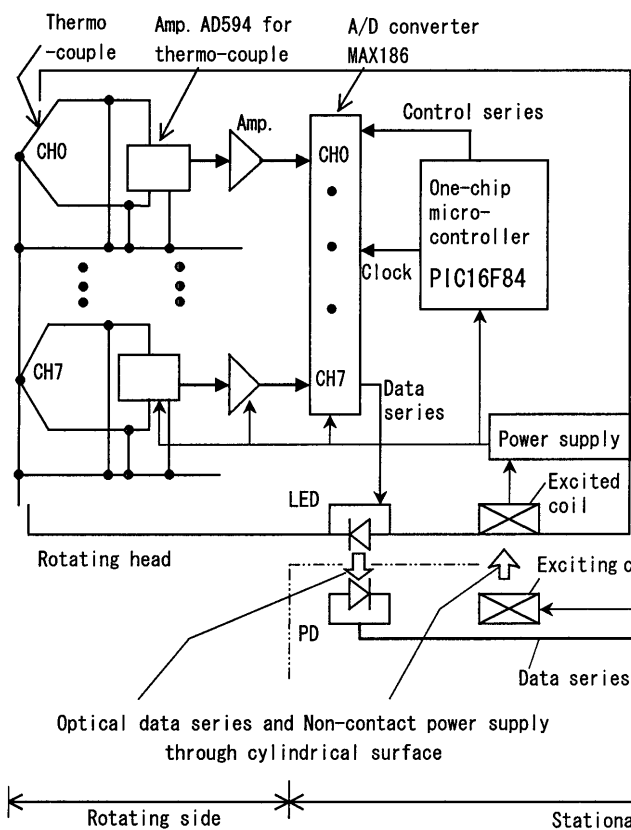 Thermo
-couple
Amp. AD594 for
thermo-couple
A/D converter
MAX186
Control series
Amp.
CH0
CH0
One-chip
micro-
controller
PIC16F84
Clock
CH7
CH7
Data
series
Power supply
LED
Excited
coil
Rotating head
Exciting c
PD
Data series
Optical data series and Non-contact power supply
through cylindrical surface
Rotating side
Stationa